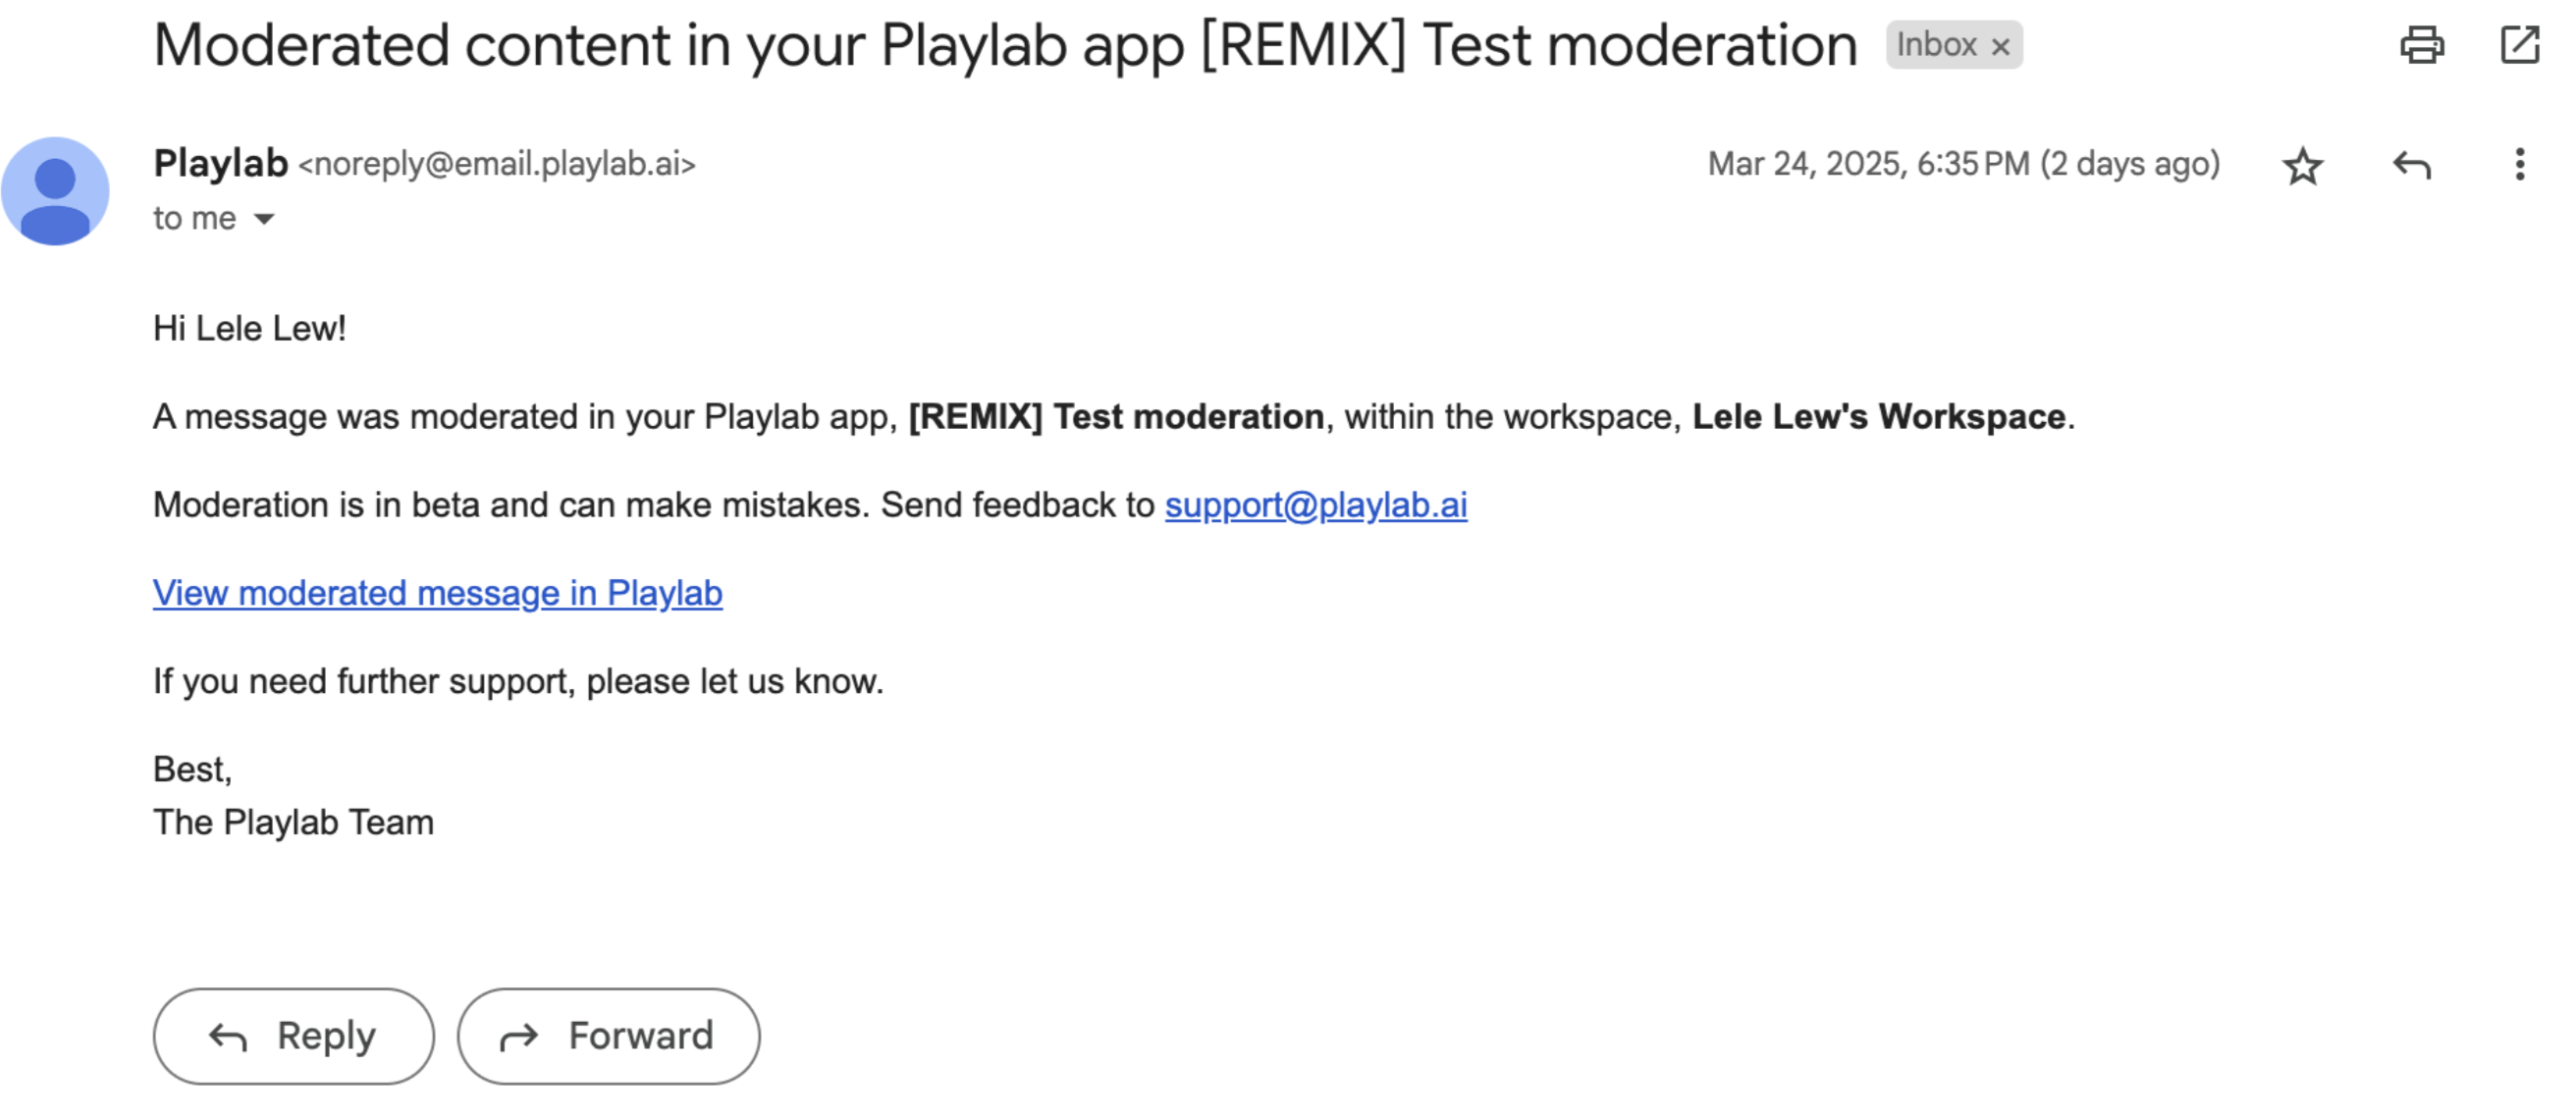 Moderated content in your Playlab app [REMIX] Test moderation Inbox ×
Playlab <noreply@email.playlab.ai> Mar 24, 2025, 6:35 PM (2 days ago)
to me
Hi Lele Lew!
A message was moderated in your Playlab app, [REMIX] Test moderation, within the workspace, Lele Lew's Workspace.
Moderation is in beta and can make mistakes. Send feedback to support@playlab.ai
View moderated message in Playlab
If you need further support, please let us know.
Best,
The Playlab Team
Reply Forward